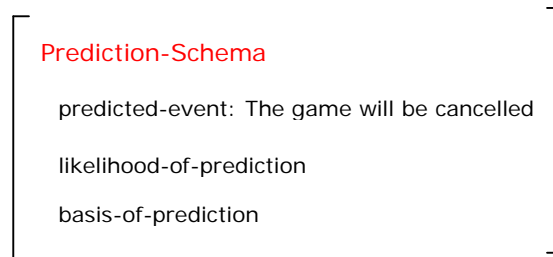 Prediction-Schema
predicted-event: The game will be cancelled
likelihood-of-prediction
basis-of-prediction